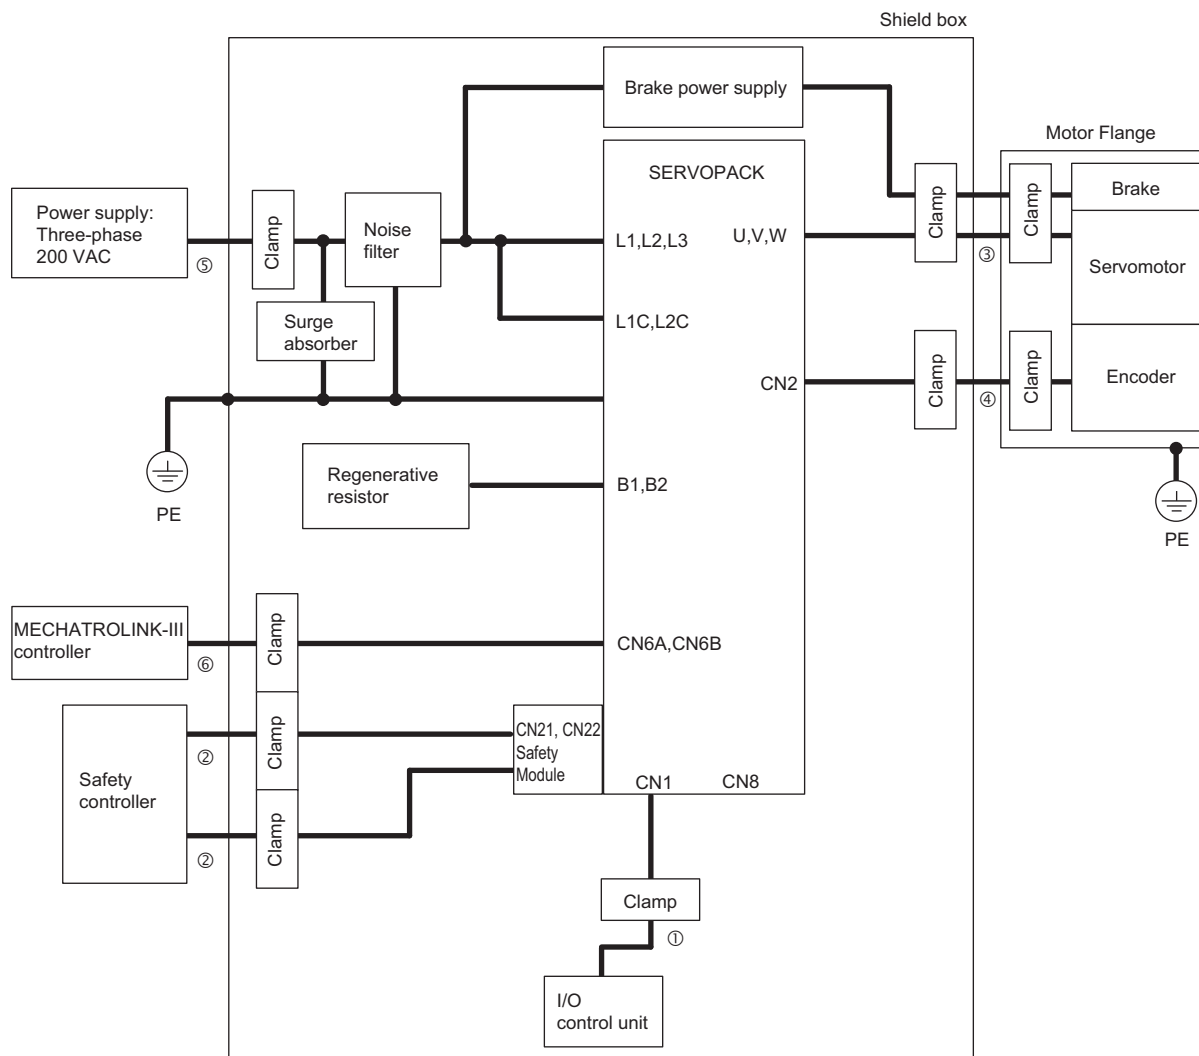 Shield box
Brake power supply
Motor Flange
SERVOPACK
Power supply:
Three-phase
200 VAC
⑤
Clamp
Noise
filter
L1,L2,L3
U,V,W
Clamp
③
Clamp
Brake
Servomotor
Surge
absorber
L1C,L2C
CN2
Clamp
④
Clamp
Encoder
PE
Regenerative
resistor
B1,B2
PE
MECHATROLINK-III
controller
⑥
Clamp
CN6A,CN6B
Safety
controller
②
Clamp
CN21, CN22
Safety
Module
②
Clamp
CN1
CN8
Clamp
①
I/O
control unit